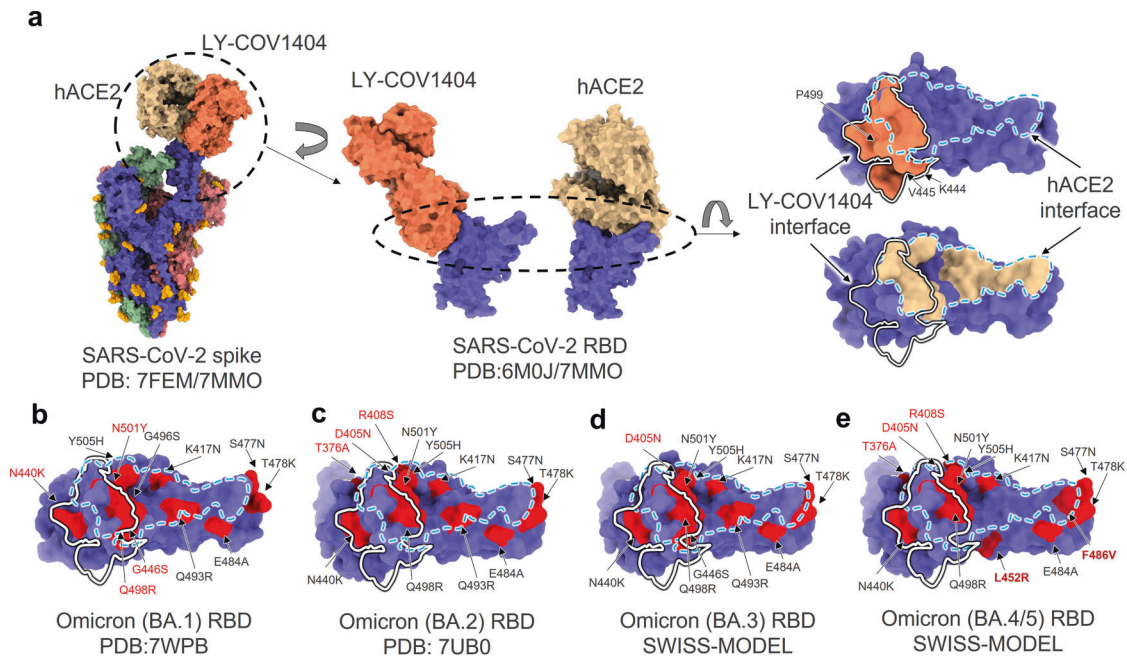 a
LY-COV1404
hACE2
LY-COV1404
hACE2
P499
V445
K444
LY-COV1404
interface
hACE2
interface
SARS-CoV-2 spike
PDB: 7FEM/7MMO
SARS-CoV-2 RBD
PDB:6M0J/7MMO
b
N501Y
Y505H
G496S
K417N
S477N
T478K
N440K
E484A
Q493R
G446S
Q498R
Omicron (BA.1) RBD
PDB:7WPB
c
R408S
D405N
N501Y
T376A
Y505H
K417N
S477N
T478K
N440K
E484A
Q493R
Q498R
Omicron (BA.2) RBD
PDB: 7UB0
d
D405N
N501Y
Y505H
K417N
S477N
T478K
N440K
E484A
G446S
Q493R
Q498R
Omicron (BA.3) RBD
SWISS-MODEL
e
R408S
D405N
N501Y
T376A
Y505H
K417N
S477N
T478K
F486V
N440K
E484A
Q498R
L452R
Omicron (BA.4/5) RBD
SWISS-MODEL